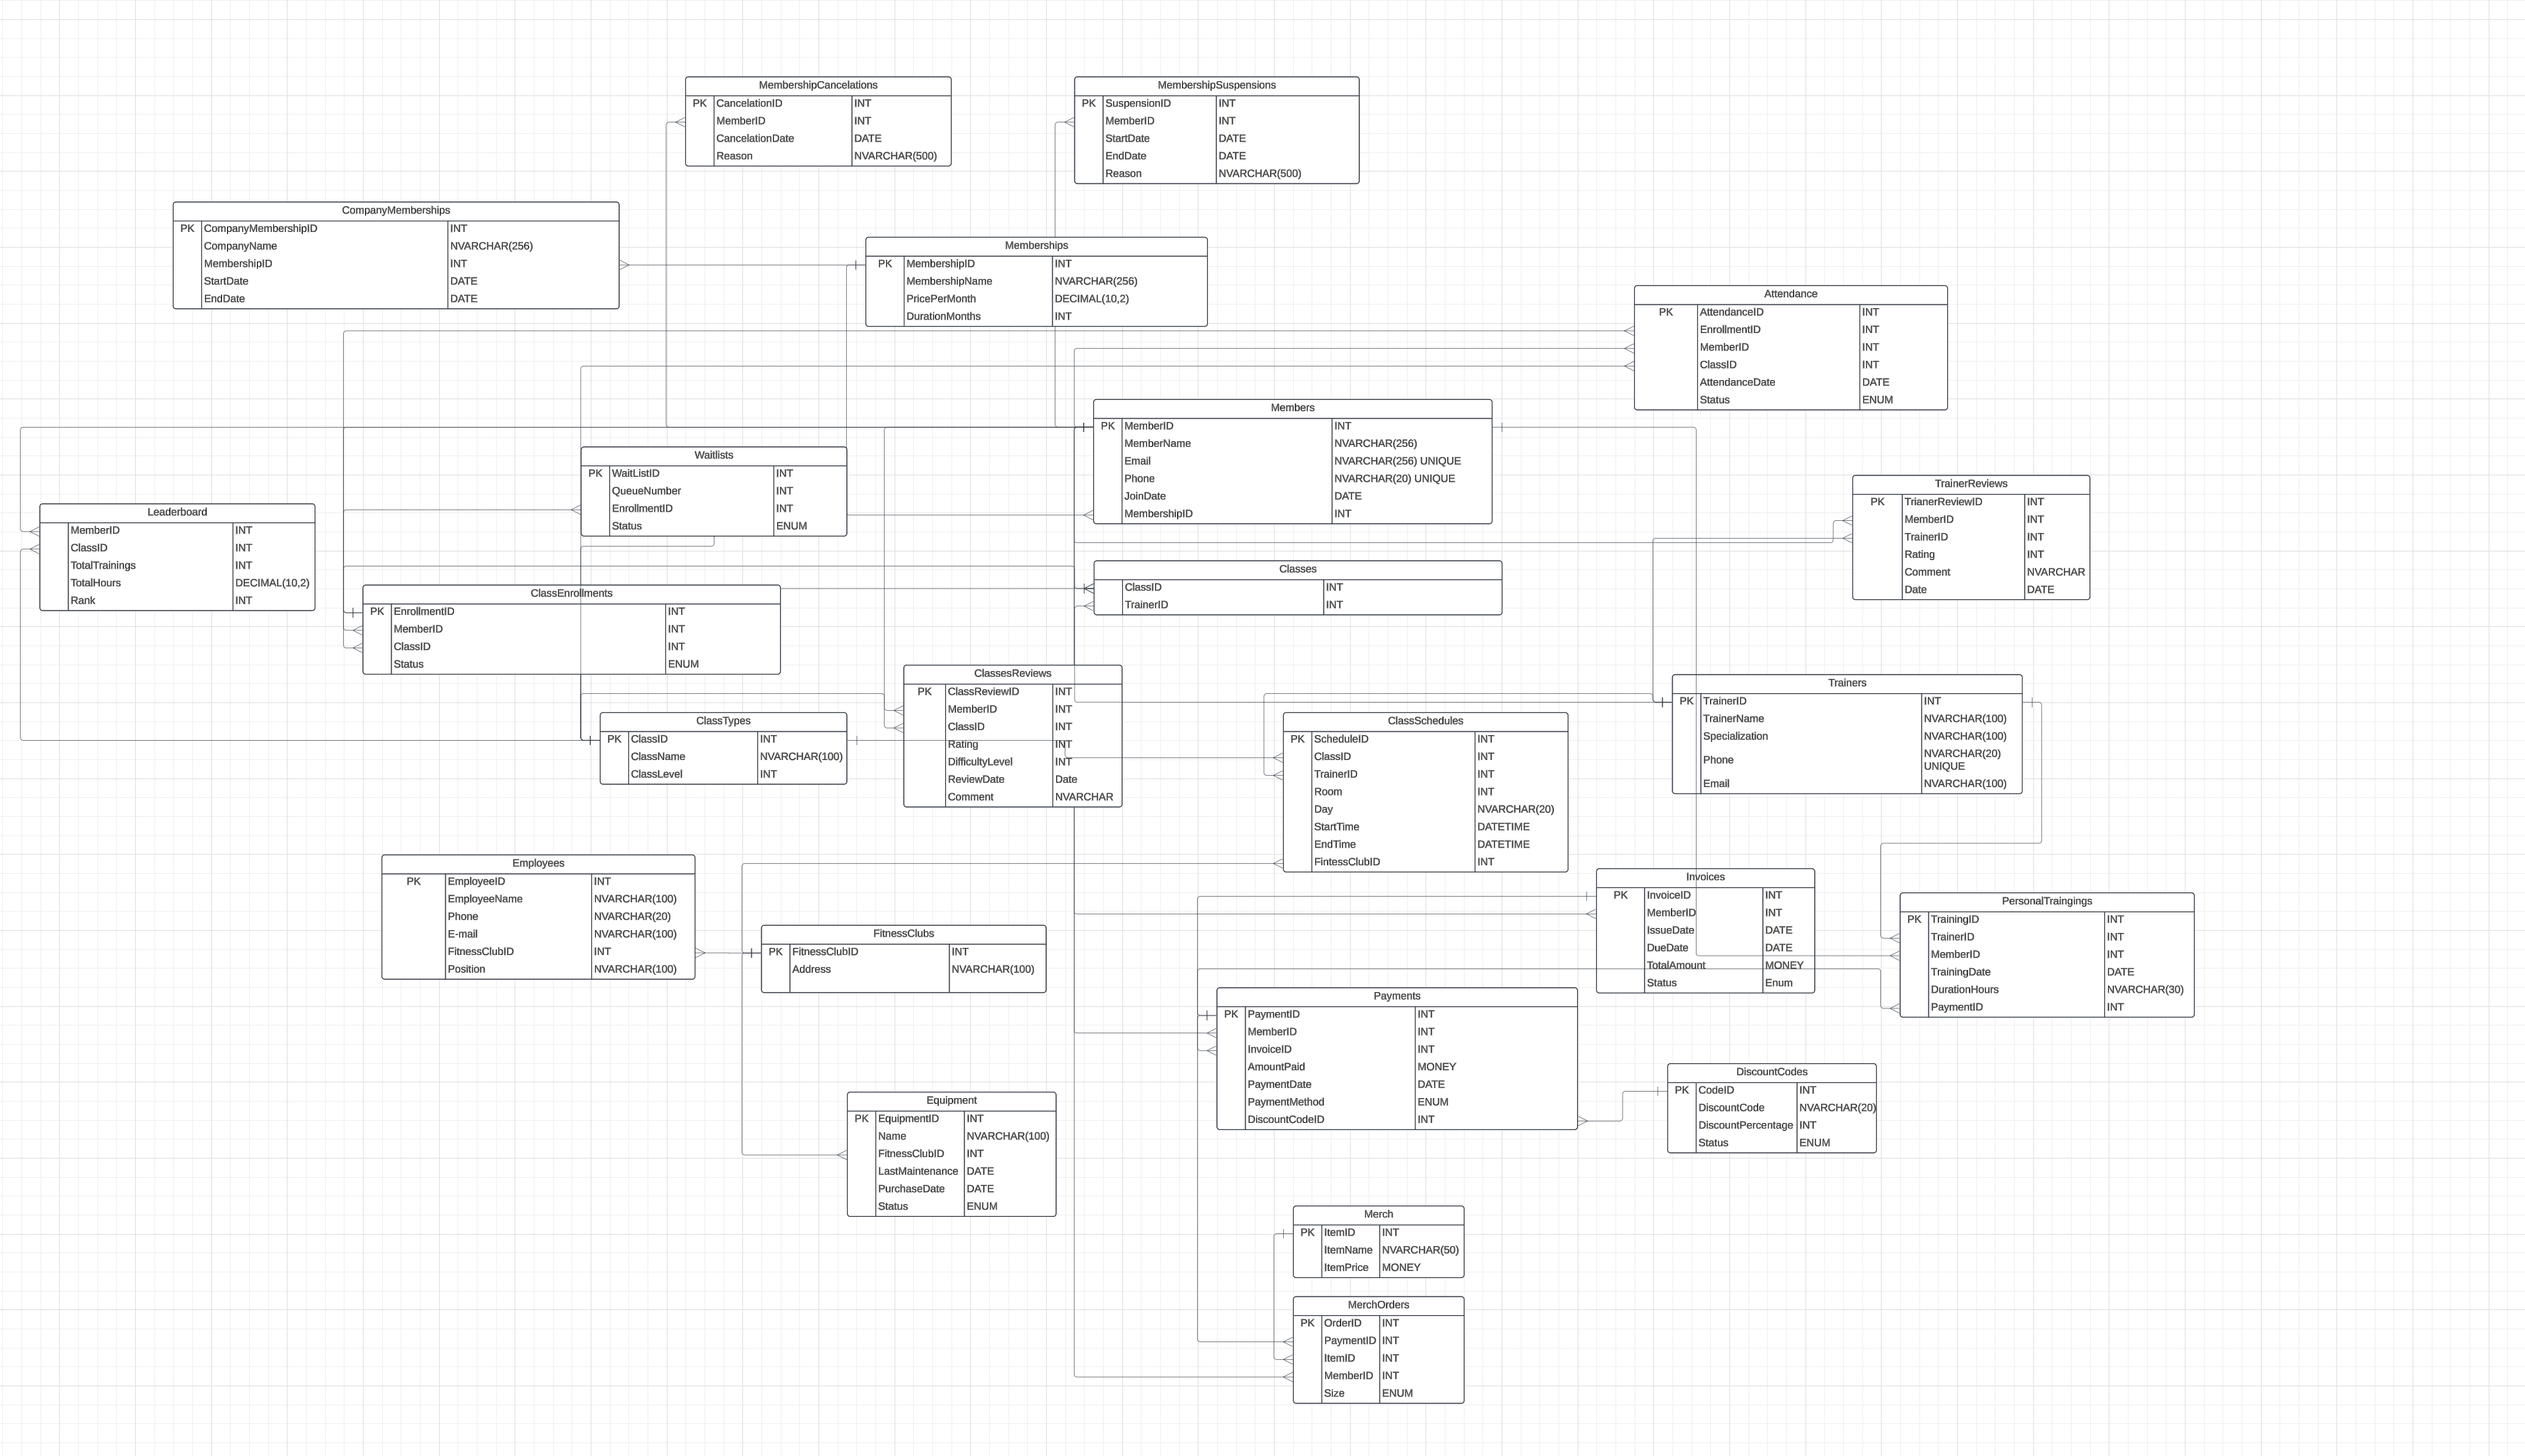 MembershipCancelations
PK CancelationID INT
MemberID INT
CancelationDate DATE
Reason NVARCHAR(500)
MembershipSuspensions
PK SuspensionID INT
MemberID INT
StartDate DATE
EndDate DATE
Reason NVARCHAR(500)
CompanyMemberships
PK CompanyMembershipID INT
CompanyName NVARCHAR(256)
MembershipID INT
StartDate DATE
EndDate DATE
Memberships
PK MembershipID INT
MembershipName NVARCHAR(256)
PricePerMonth DECIMAL(10,2)
DurationMonths INT
Attendance
PK AttendanceID INT
EnrollmentID INT
MemberID INT
ClassID INT
AttendanceDate DATE
Status ENUM
Members
PK MemberID INT
MemberName NVARCHAR(256)
Email NVARCHAR(256) UNIQUE
Phone NVARCHAR(20) UNIQUE
JoinDate DATE
MembershipID INT
Waitlists
PK WaitListID INT
QueueNumber INT
EnrollmentID INT
Status ENUM
TrainerReviews
PK TrianerReviewID INT
MemberID INT
TrainerID INT
Rating INT
Comment NVARCHAR
Date DATE
Leaderboard
MemberID INT
ClassID INT
TotalTrainings INT
TotalHours DECIMAL(10,2)
Rank INT
Classes
ClassID INT
TrainerID INT
ClassEnrollments
PK EnrollmentID INT
MemberID INT
ClassID INT
Status ENUM
ClassesReviews
PK ClassReviewID INT
MemberID INT
ClassID INT
Rating INT
DifficultyLevel INT
ReviewDate Date
Comment NVARCHAR
Trainers
PK TrainerID INT
TrainerName NVARCHAR(100)
Specialization NVARCHAR(100)
Phone NVARCHAR(20)
UNIQUE
Email NVARCHAR(100)
ClassTypes
PK ClassID INT
ClassName NVARCHAR(100)
ClassLevel INT
ClassSchedules
PK ScheduleID INT
ClassID INT
TrainerID INT
Room INT
Day NVARCHAR(20)
StartTime DATETIME
EndTime DATETIME
FintessClubID INT
Employees
PK EmployeeID INT
EmployeeName NVARCHAR(100)
Phone NVARCHAR(20)
E-mail NVARCHAR(100)
FitnessClubID INT
Position NVARCHAR(100)
Invoices
PK InvoiceID INT
MemberID INT
IssueDate DATE
DueDate DATE
TotalAmount MONEY
Status Enum
PersonalTraingings
PK TrainingID INT
TrainerID INT
MemberID INT
TrainingDate DATE
DurationHours NVARCHAR(30)
PaymentID INT
FitnessClubs
PK FitnessClubID INT
Address NVARCHAR(100)
Payments
PK PaymentID INT
MemberID INT
InvoiceID INT
AmountPaid MONEY
PaymentDate DATE
PaymentMethod ENUM
DiscountCodeID INT
DiscountCodes
PK CodeID INT
DiscountCode NVARCHAR(20)
DiscountPercentage INT
Status ENUM
Equipment
PK EquipmentID INT
Name NVARCHAR(100)
FitnessClubID INT
LastMaintenance DATE
PurchaseDate DATE
Status ENUM
Merch
PK ItemID INT
ItemName NVARCHAR(50)
ItemPrice MONEY
MerchOrders
PK OrderID INT
PaymentID INT
ItemID INT
MemberID INT
Size ENUM